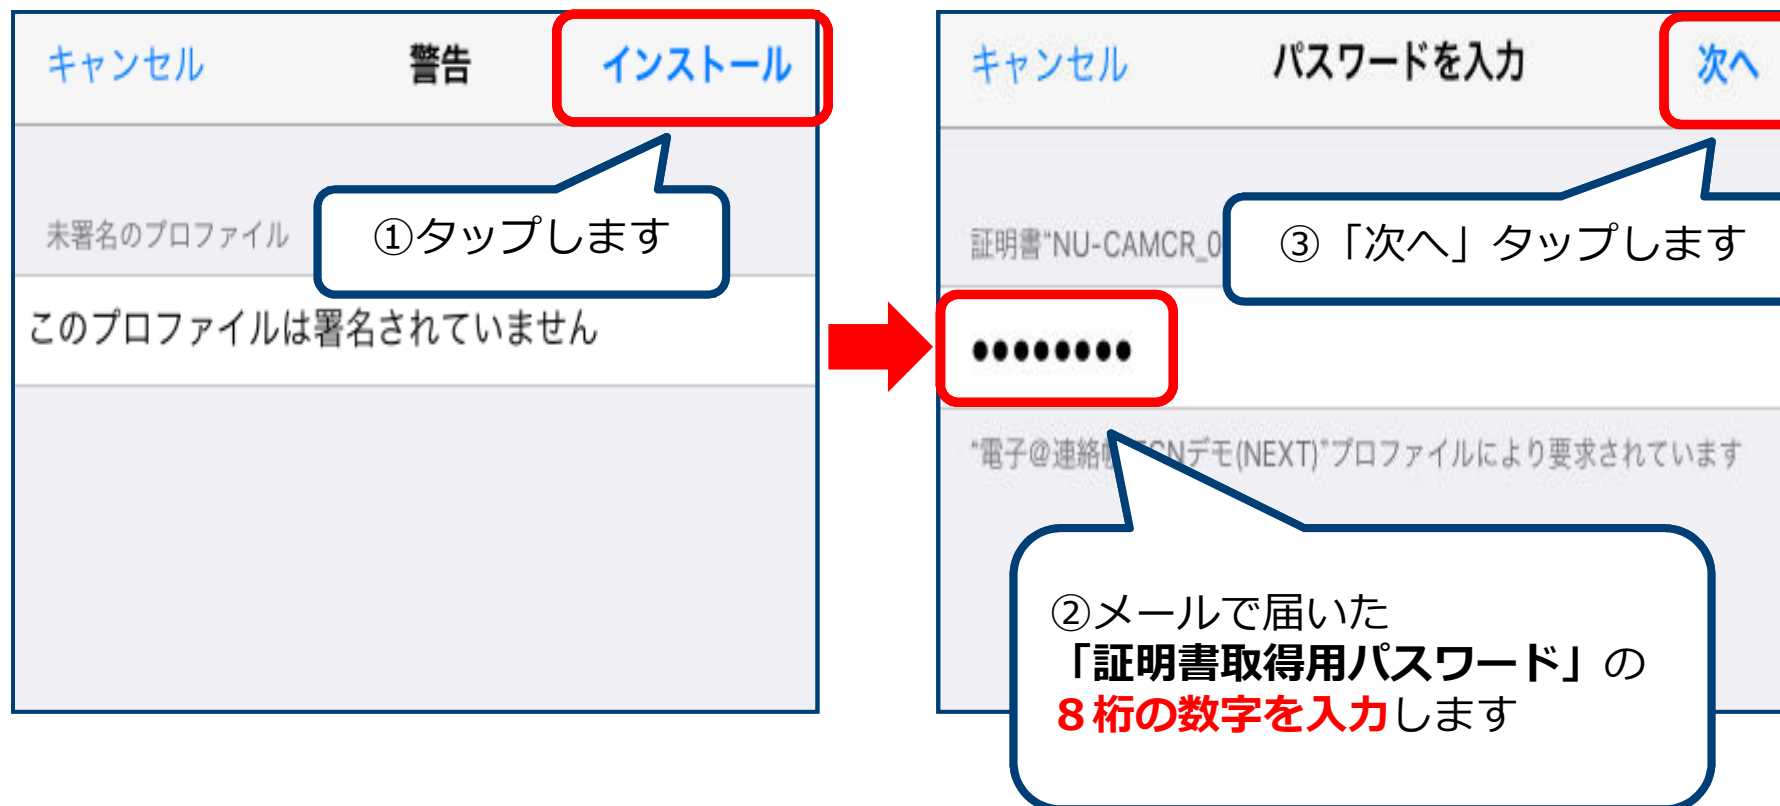 キャンセル 警告 インストール
未署名のプロファイル
①タップします
このプロファイルは署名されていません
キャンセル パスワードを入力 次へ
証明書“NU-CAMCR_0
③「次へ」タップします
●●●●●●●●
“電子@連絡 デモ(NEXT)”プロファイルにより要求されています
②メールで届いた
「証明書取得用パスワード」の
８桁の数字を入力します